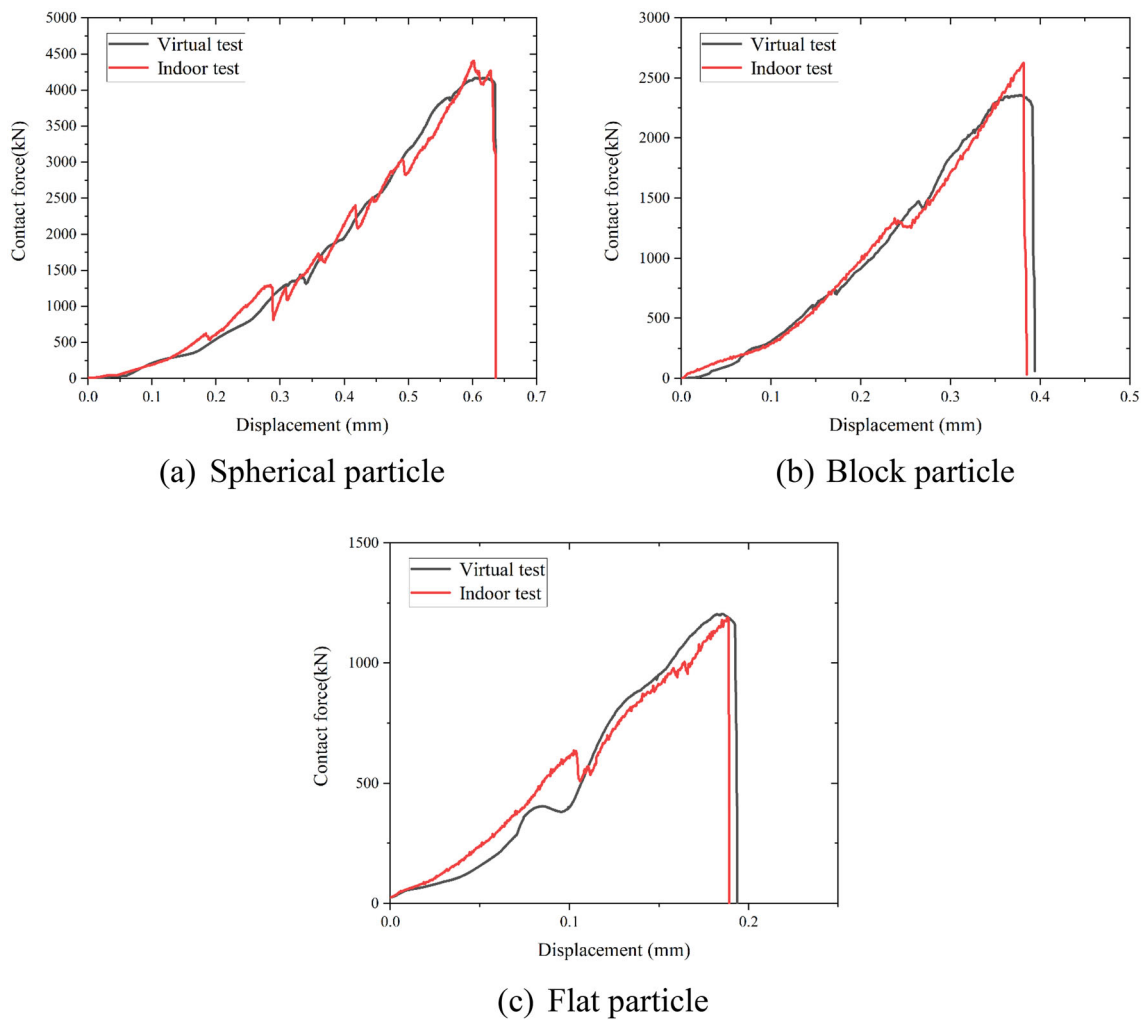 Virtual test
Indoor test
5000
4500
4000
3500
3000
2500
2000
1500
1000
500
0
Contact force(kN)
0.0 0.1 0.2 0.3 0.4 0.5 0.6 0.7
Displacement (mm)
(a) Spherical particle
Virtual test
Indoor test
3000
2500
2000
1500
1000
500
0
Contact force(kN)
0.0 0.1 0.2 0.3 0.4 0.5
Displacement (mm)
(b) Block particle
Virtual test
Indoor test
1500
1000
500
0
Contact force(kN)
0.0 0.1 0.2
Displacement (mm)
(c) Flat particle